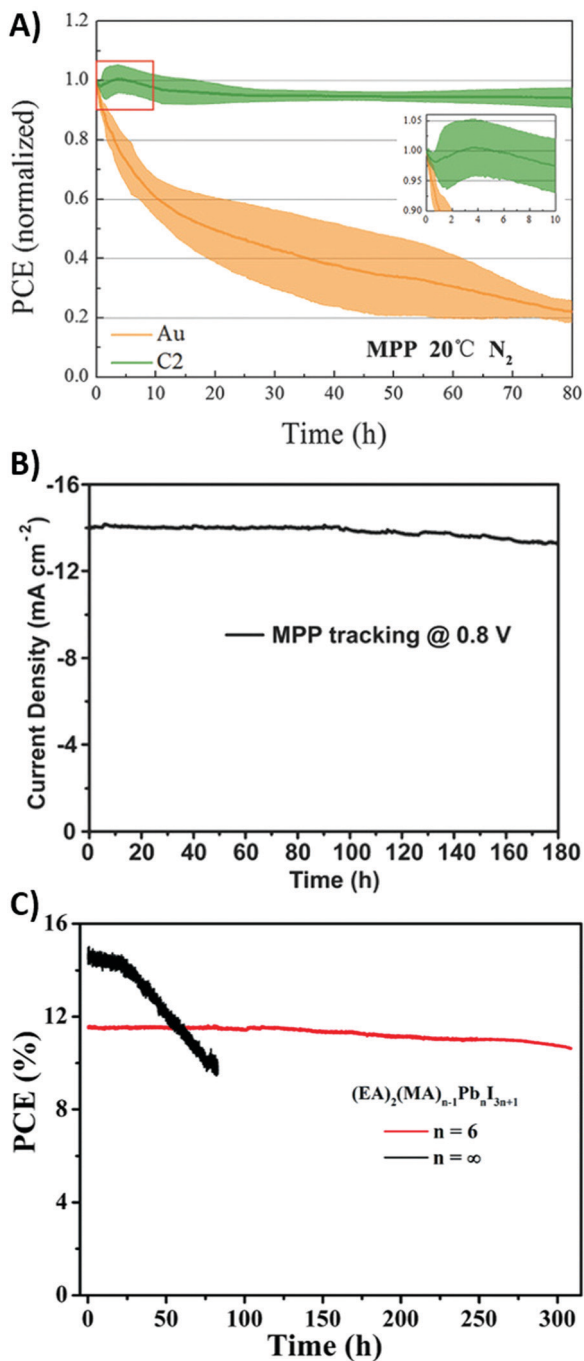 A)
PCE (normalized)
1.2
1.0
0.8
0.6
0.4
0.2
0.0
1.05
1.00
0.95
0.90
0 2 4 6 8 10
Au
C2
MPP 20℃ N₂
0 10 20 30 40 50 60 70 80
Time (h)
B)
Current Density (mA cm⁻²)
-16
-12
-8
-4
0
MPP tracking @ 0.8 V
0 20 40 60 80 100 120 140 160 180
Time (h)
C)
PCE (%)
16
12
8
4
0
(EA)₂(MA)ₙ₋₁PbₙI₃ₙ₊₁
n = 6
n = ∞
0 50 100 150 200 250 300
Time (h)